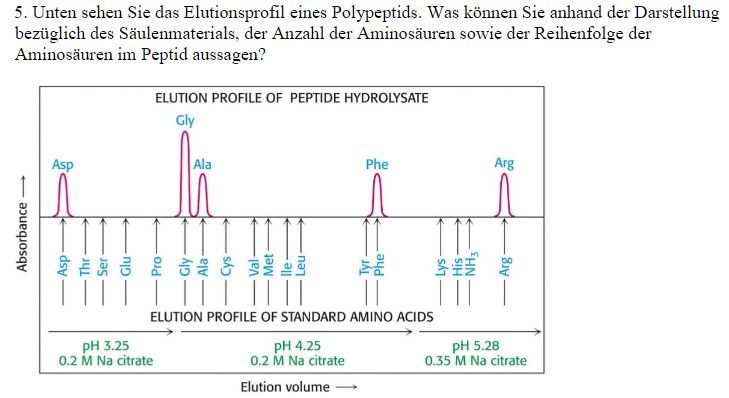 5. Unten sehen Sie das Elutionsprofil eines Polypeptids. Was können Sie anhand der Darstellung
bezüglich des Säulenmaterials, der Anzahl der Aminosäuren sowie der Reihenfolge der
Aminosäuren im Peptid aussagen?
ELUTION PROFILE OF PEPTIDE HYDROLYSATE
Gly
Asp Ala Phe Arg
Absorbance
Asp Thr Ser Glu Pro Gly Ala Cys Val Met Ile Leu Tyr Phe Lys His NH3 Arg
ELUTION PROFILE OF STANDARD AMINO ACIDS
pH 3.25 pH 4.25 pH 5.28
0.2 M Na citrate 0.2 M Na citrate 0.35 M Na citrate
Elution volume